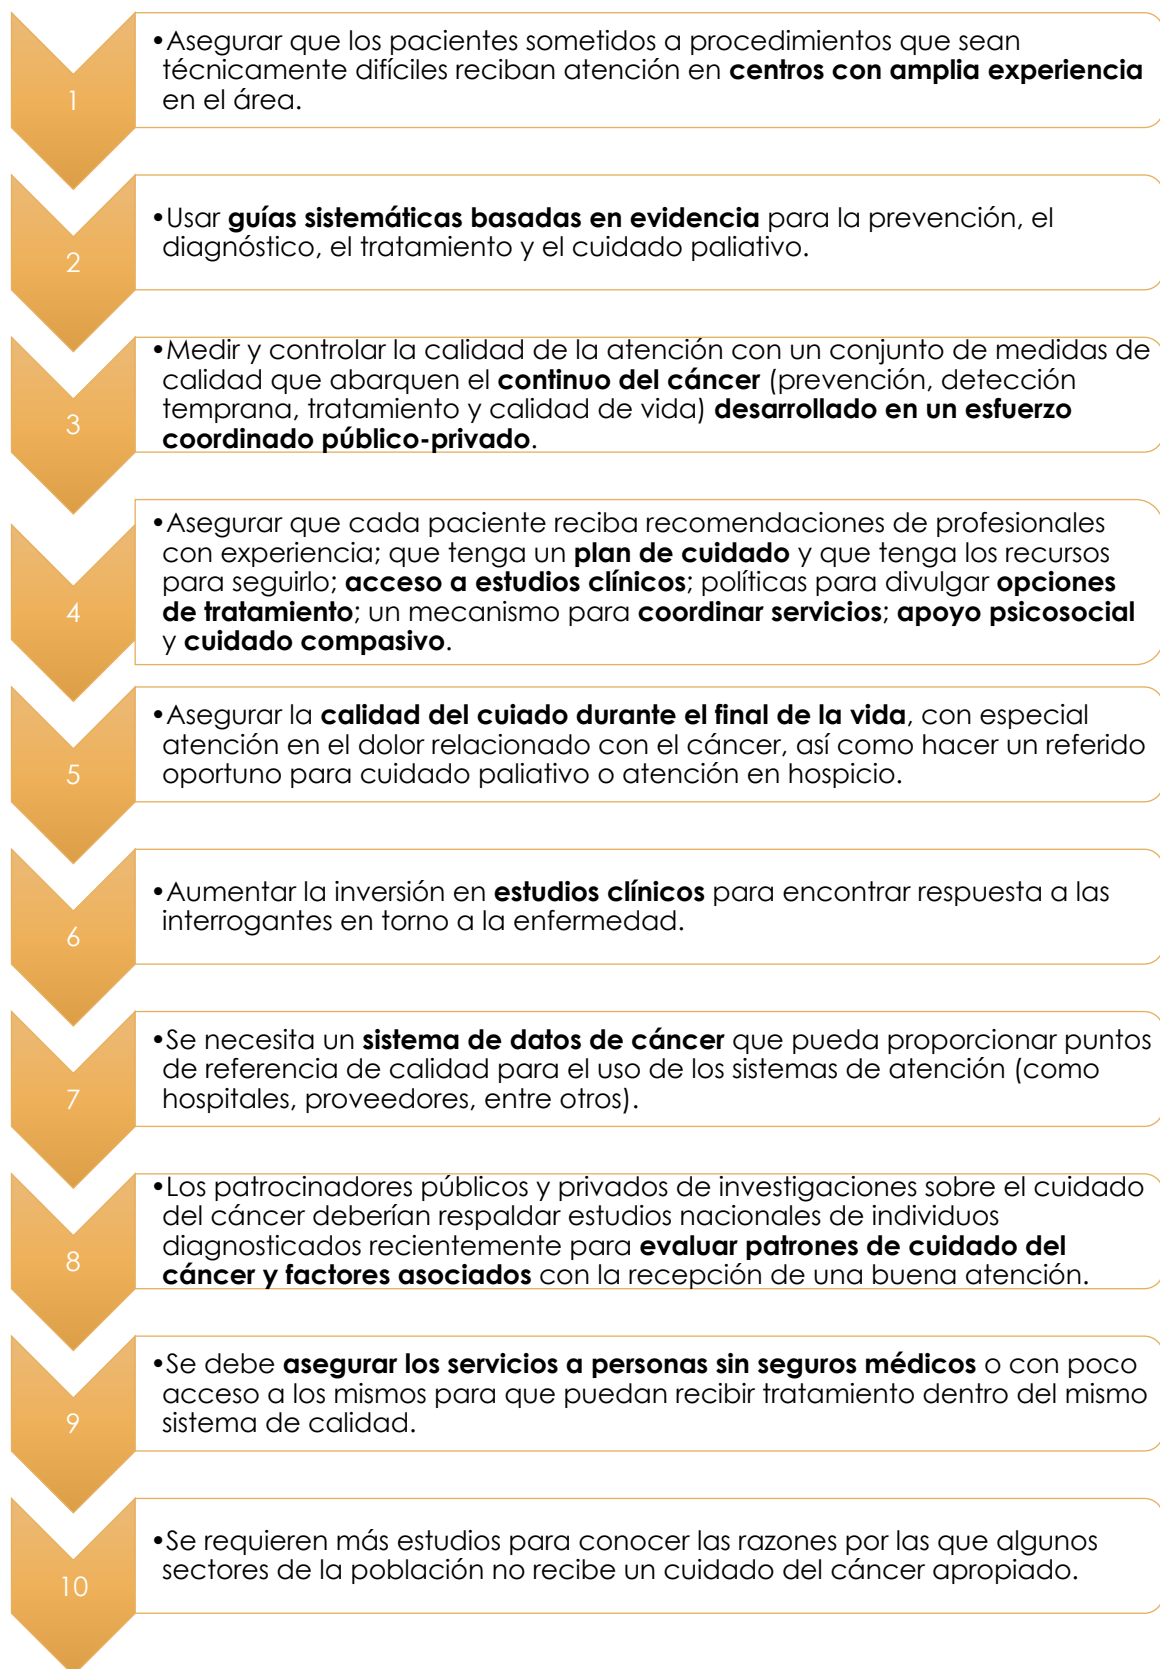 1
•Asegurar que los pacientes sometidos a procedimientos que sean
técnicamente difíciles reciban atención en centros con amplia experiencia
en el área.
2
•Usar guías sistemáticas basadas en evidencia para la prevención, el
diagnóstico, el tratamiento y el cuidado paliativo.
3
•Medir y controlar la calidad de la atención con un conjunto de medidas de
calidad que abarquen el continuo del cáncer (prevención, detección
temprana, tratamiento y calidad de vida) desarrollado en un esfuerzo
coordinado público-privado.
4
•Asegurar que cada paciente reciba recomendaciones de profesionales
con experiencia; que tenga un plan de cuidado y que tenga los recursos
para seguirlo; acceso a estudios clínicos; políticas para divulgar opciones
de tratamiento; un mecanismo para coordinar servicios; apoyo psicosocial
y cuidado compasivo.
5
•Asegurar la calidad del cuiado durante el final de la vida, con especial
atención en el dolor relacionado con el cáncer, así como hacer un referido
oportuno para cuidado paliativo o atención en hospicio.
6
•Aumentar la inversión en estudios clínicos para encontrar respuesta a las
interrogantes en torno a la enfermedad.
7
•Se necesita un sistema de datos de cáncer que pueda proporcionar puntos
de referencia de calidad para el uso de los sistemas de atención (como
hospitales, proveedores, entre otros).
8
•Los patrocinadores públicos y privados de investigaciones sobre el cuidado
del cáncer deberían respaldar estudios nacionales de individuos
diagnosticados recientemente para evaluar patrones de cuidado del
cáncer y factores asociados con la recepción de una buena atención.
9
•Se debe asegurar los servicios a personas sin seguros médicos o con poco
acceso a los mismos para que puedan recibir tratamiento dentro del mismo
sistema de calidad.
10
•Se requieren más estudios para conocer las razones por las que algunos
sectores de la población no recibe un cuidado del cáncer apropiado.